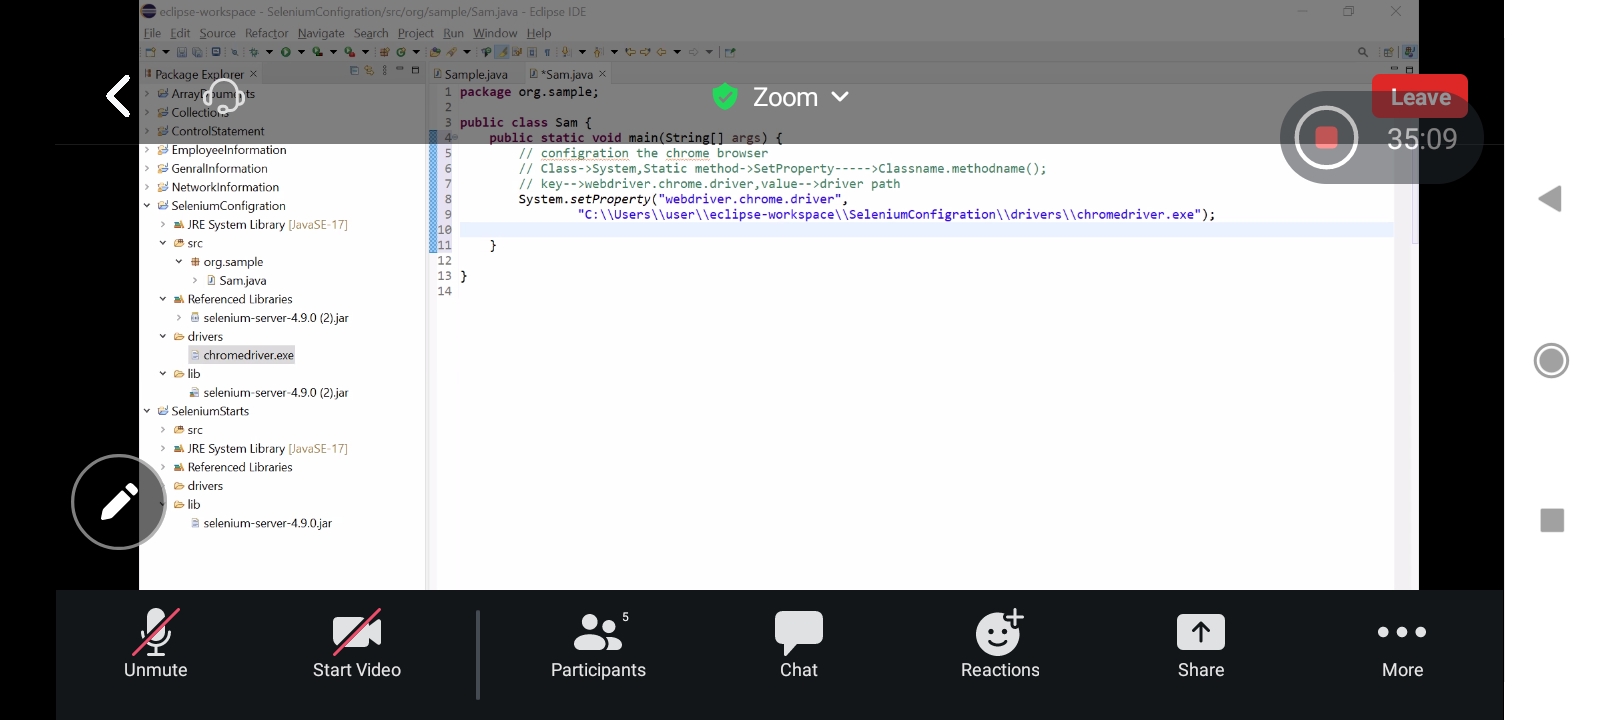 eclipse-workspace - SeleniumConfigration/src/org/sample/Sam.java - Eclipse IDE
File Edit Source Refactor Navigate Search Project Run Window Help
Package Explorer
Sample.java
*Sam.java
Zoom
Leave
35:09
Collections
ControlStatement
EmployeeInformation
GenralInformation
NetworkInformation
SeleniumConfigration
JRE System Library [JavaSE-17]
src
org.sample
Sam.java
Referenced Libraries
selenium-server-4.9.0 (2).jar
drivers
chromedriver.exe
lib
selenium-server-4.9.0 (2).jar
SeleniumStarts
src
JRE System Library [JavaSE-17]
Referenced Libraries
drivers
lib
selenium-server-4.9.0.jar
1 package org.sample;
2
3 public class Sam {
4 public static void main(String[] args) {
5 // configration the chrome browser
6 // Class->System,Static method->SetProperty----->Classname.methodname();
7 // key-->webdriver.chrome.driver,value-->driver path
8 System.setProperty("webdriver.chrome.driver",
9 "C:\\Users\\user\\eclipse-workspace\\SeleniumConfigration\\drivers\\chromedriver.exe");
10
11 }
12
13 }
14
Unmute
Start Video
5
Participants
Chat
Reactions
Share
More